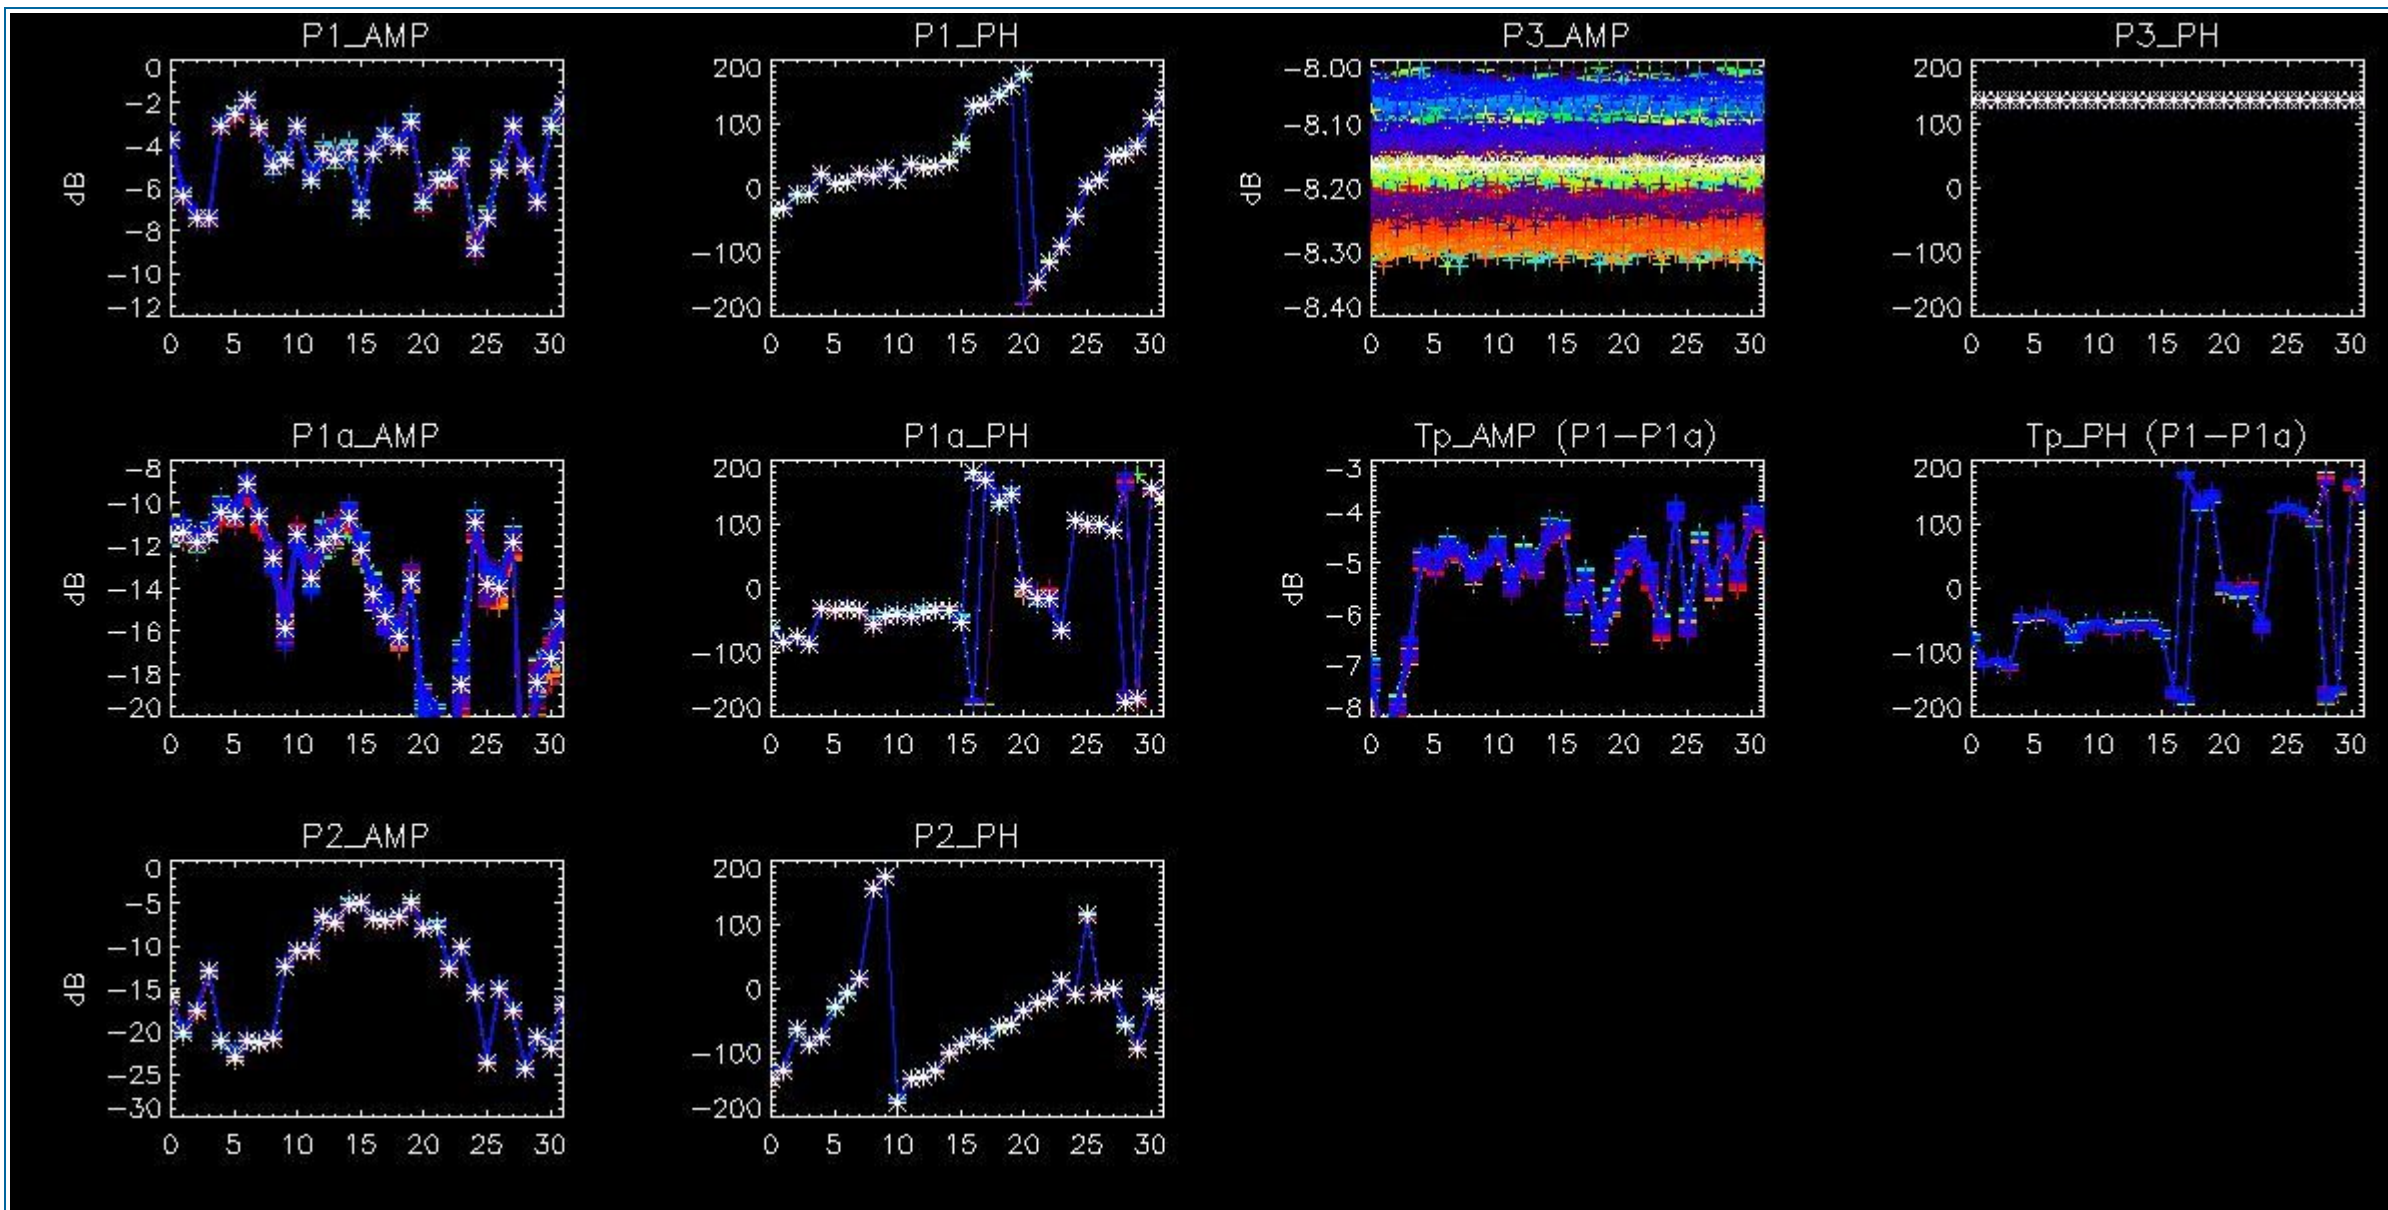 P1_AMP P1_PH P3_AMP P3_PH
0 200 -8.00 200
-2
100 -8.10 100
-4
dB -6 0 dB -8.20 0
-8
-100 -8.30 -100
-10
-12 -200 -8.40 -200
0 5 10 15 20 25 30 0 5 10 15 20 25 30 0 5 10 15 20 25 30 0 5 10 15 20 25 30
P1a_AMP P1a_PH Tp_AMP (P1-P1a) Tp_PH (P1-P1a)
-8 200 -3 200
-10
100 -4 100
-12
dB -14 0 dB -5 0
-6
-16
-100 -7 -100
-18
-20 -200 -8 -200
0 5 10 15 20 25 30 0 5 10 15 20 25 30 0 5 10 15 20 25 30 0 5 10 15 20 25 30
P2_AMP P2_PH
0 200
-5
100
-10
dB -15 0
-20
-100
-25
-30 -200
0 5 10 15 20 25 30 0 5 10 15 20 25 30